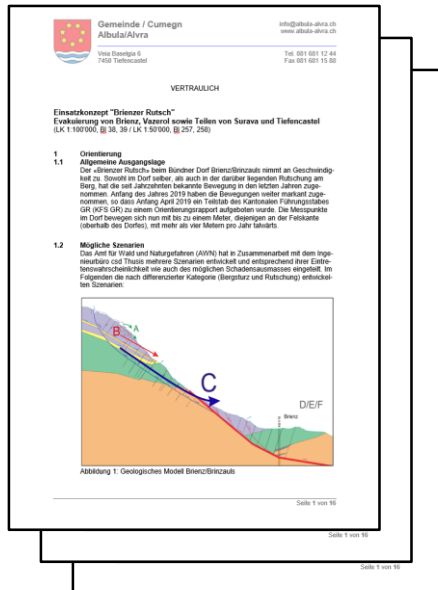 Gemeinde / Cumegn
Albula/Alvra
info@albula-alvra.ch
www.albula-alvra.ch
Veia Baselgia 6
7450 Tiefencastel
Tel. 081 681 12 44
Fax 081 681 15 88
VERTRAULICH
Einsatzkonzept "Brienzer Rutsch"
Evakuierung von Brienz, Vazerol sowie Teilen von Surava und Tiefencastel
(LK 1:100'000, Bl 38, 39 / LK 1:50'000, Bl 257, 258)
1 Orientierung
1.1 Allgemeine Ausgangslage
Der «Brienzer Rutsch» beim Bündner Dorf Brienz/Brinzauls nimmt an Geschwindig-
keit zu. Sowohl im Dorf selber, als auch in der darüber liegenden Rutschung am
Berg, hat die seit Jahrzehnten bekannte Bewegung in den letzten Jahren zuge-
nommen. Anfang des Jahres 2019 haben die Bewegungen weiter markant zuge-
nommen, so dass Anfang April 2019 ein Teilstab des Kantonalen Führungsstabes
GR (KFS GR) zu einem Orientierungsrapport aufgeboten wurde. Die Messpunkte
im Dorf bewegen sich nun mit bis zu einem Meter, diejenigen an der Felskante
(oberhalb des Dorfes), mit mehr als vier Metern pro Jahr talwärts.
1.2 Mögliche Szenarien
Das Amt für Wald und Naturgefahren (AWN) hat in Zusammenarbeit mit dem Inge-
nieurbüro csd Thusis mehrere Szenarien entwickelt und entsprechend ihrer Eintre-
tenswahrscheinlichkeit wie auch des möglichen Schadensausmasses eingeteilt. Im
Folgenden die nach differenzierter Kategorie (Bergsturz und Rutschung) entwickel-
ten Szenarien:
A
B
C
D/E/F
Brienz
Abbildung 1: Geologisches Modell Brienz/Brinzauls
Seite 1 von 16
Seite 1 von 16
Seite 1 von 16